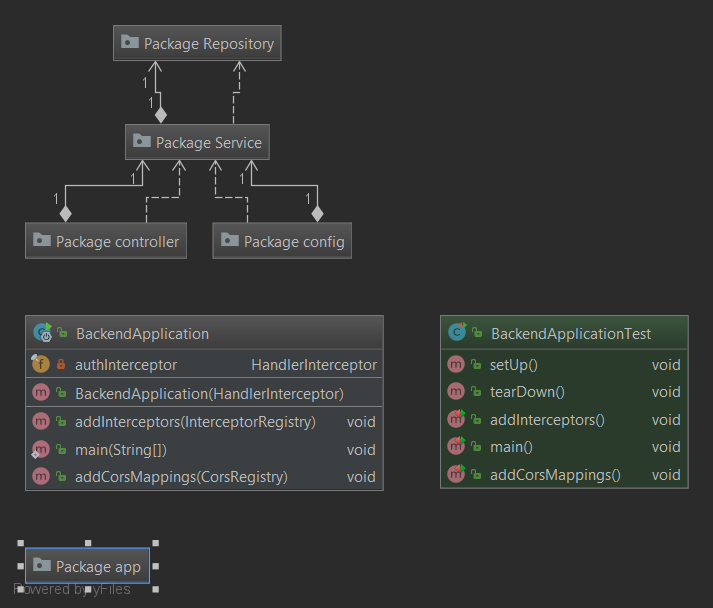 Package Repository
1
1
Package Service
1
1
1
1
Package controller
Package config
BackendApplication
f authInterceptor HandlerInterceptor
m BackendApplication(HandlerInterceptor)
m addInterceptors(InterceptorRegistry) void
m main(String[]) void
m addCorsMappings(CorsRegistry) void
C BackendApplicationTest
m setUp() void
m tearDown() void
m addInterceptors() void
m main() void
m addCorsMappings() void
Package app
Powered by yFiles